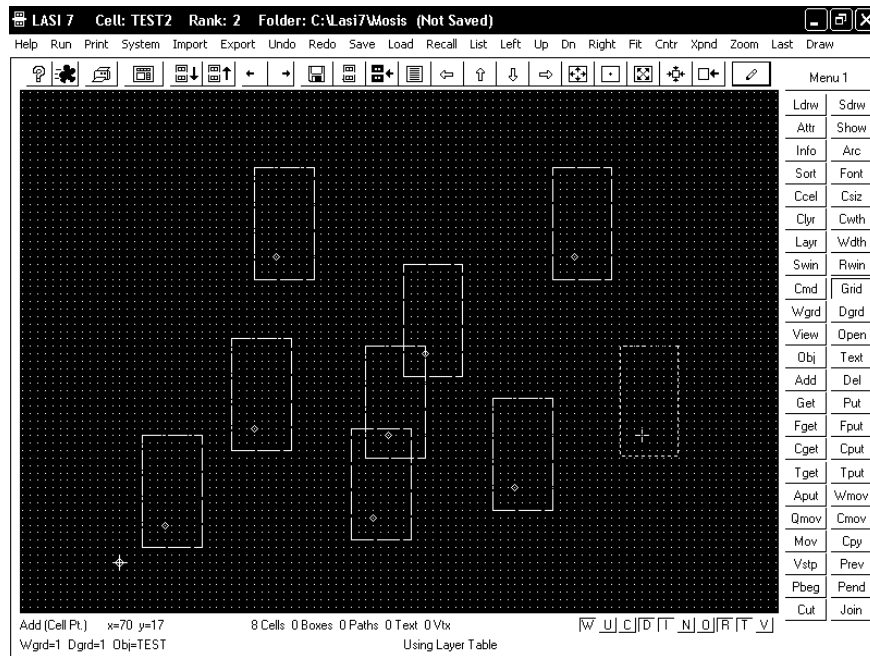 LASI 7 Cell: TEST2 Rank: 2 Folder: C:\Lasi7\Mosis (Not Saved)
Help Run Print System Import Export Undo Redo Save Load Recall List Left Up Dn Right Fit Cntr Xpnd Zoom Last Draw
Menu 1
Ldrw Sdrw
Attr Show
Info Arc
Sort Font
Ccel Csiz
Clyr Cwth
Layr Wdth
Swin Rwin
Cmd Grid
Wgrd Dgrd
View Open
Obj Text
Add Del
Get Put
Fget Fput
Cget Cput
Tget Tput
Aput Wmov
Qmov Cmov
Mov Cpy
Vstp Prev
Pbeg Pend
Cut Join
Add (Cell Pt.) x=70 y=17 8 Cells 0 Boxes 0 Paths 0 Text 0 Vtx W U C D I N O R T V
Wgrd=1 Dgrd=1 Obj=TEST Using Layer Table